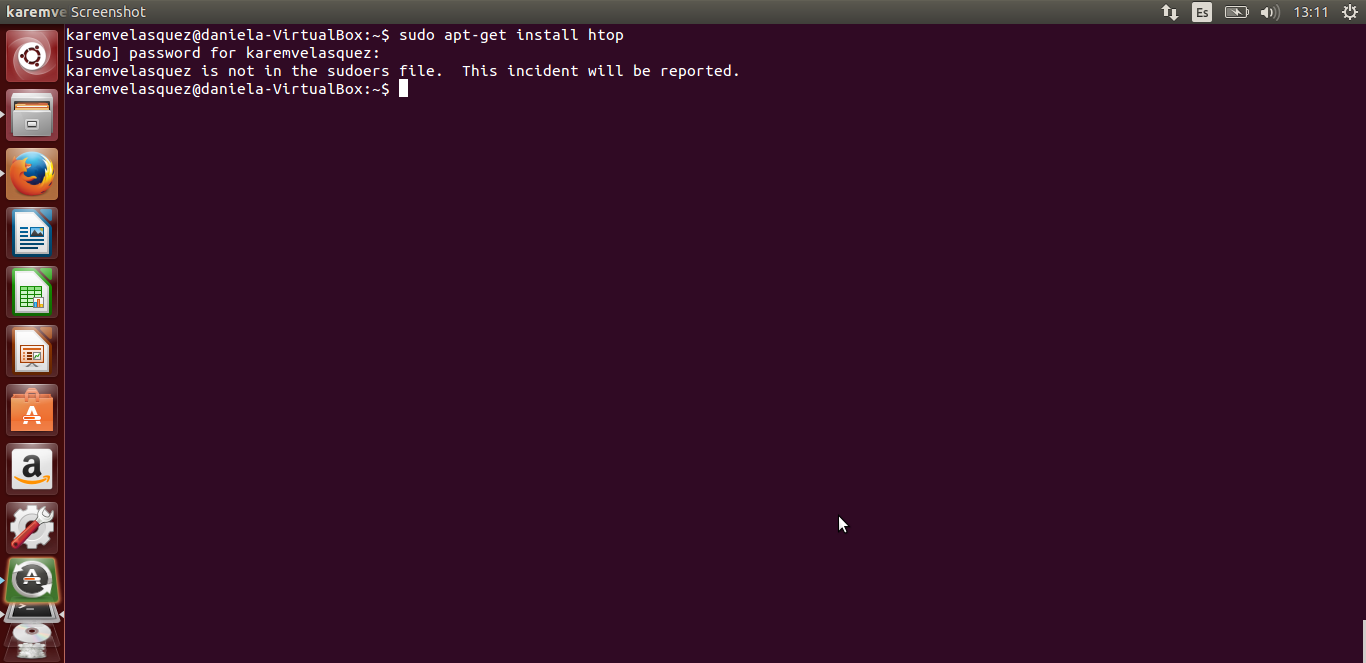 karemve Screenshot
Es
13:11
karemvelasquez@daniela-VirtualBox:~$ sudo apt-get install htop
[sudo] password for karemvelasquez:
karemvelasquez is not in the sudoers file.  This incident will be reported.
karemvelasquez@daniela-VirtualBox:~$
A
a
A
>_